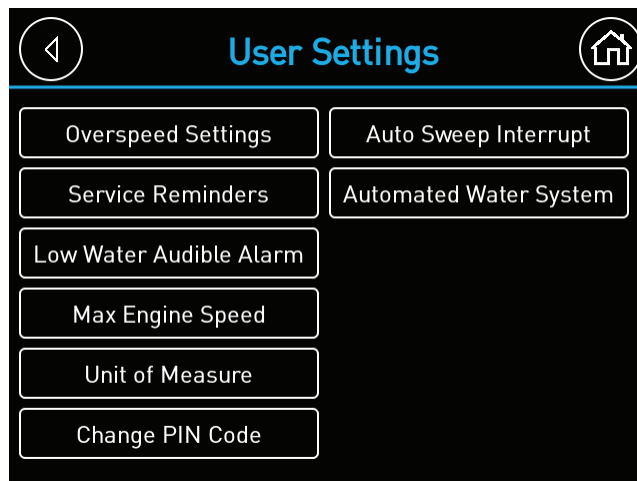 User Settings
Overspeed Settings
Service Reminders
Low Water Audible Alarm
Max Engine Speed
Unit of Measure
Change PIN Code
Auto Sweep Interrupt
Automated Water System